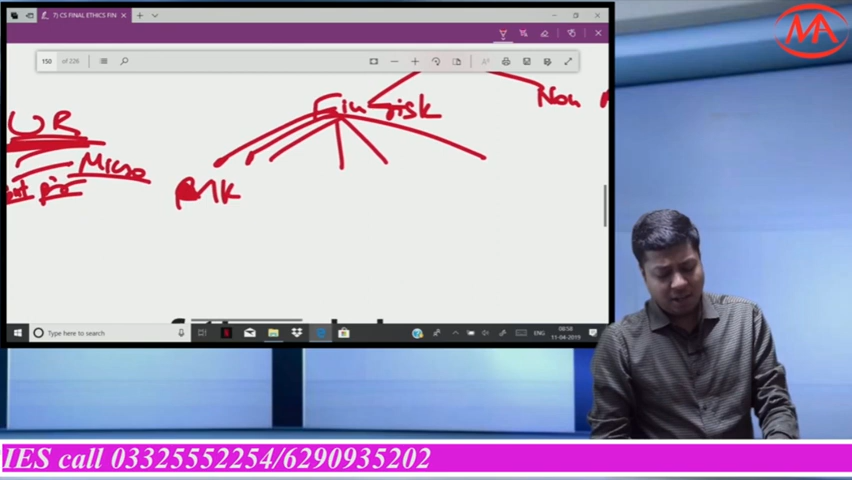 7) CS FINAL ETHICS FIN
MA
150 of 226
Fin risk
Non
UR
Micro
MK
Type here to search
ENG
08:58
11-04-2019
IES call 03325552254/6290935202